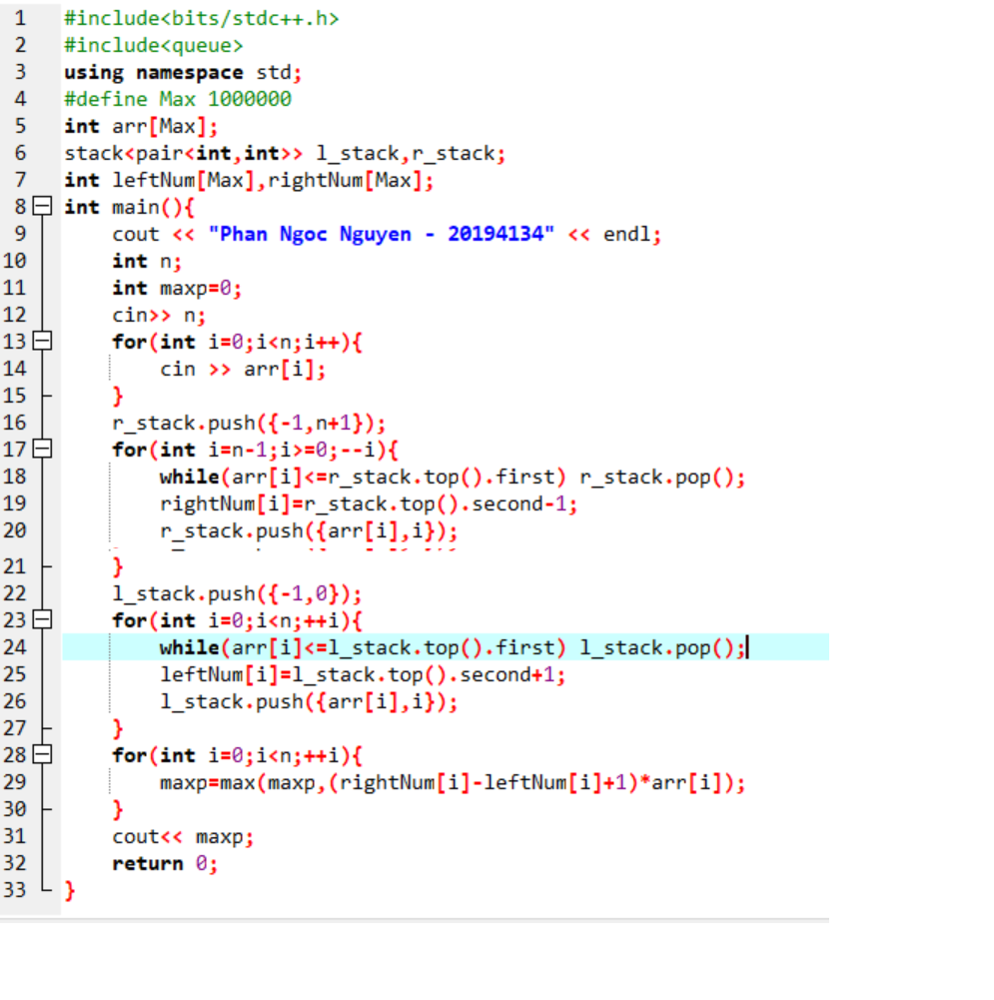 1 #include<bits/stdc++.h>
2 #include<queue>
3 using namespace std;
4 #define Max 1000000
5 int arr[Max];
6 stack<pair<int,int>> l_stack,r_stack;
7 int leftNum[Max],rightNum[Max];
8 int main(){
9 cout << "Phan Ngoc Nguyen - 20194134" << endl;
10 int n;
11 int maxp=0;
12 cin>> n;
13 for(int i=0;i<n;i++){
14 cin >> arr[i];
15 }
16 r_stack.push({-1,n+1});
17 for(int i=n-1;i>=0;--i){
18 while(arr[i]<=r_stack.top().first) r_stack.pop();
19 rightNum[i]=r_stack.top().second-1;
20 r_stack.push({arr[i],i});
21 }
22 l_stack.push({-1,0});
23 for(int i=0;i<n;++i){
24 while(arr[i]<=l_stack.top().first) l_stack.pop();
25 leftNum[i]=l_stack.top().second+1;
26 l_stack.push({arr[i],i});
27 }
28 for(int i=0;i<n;++i){
29 maxp=max(maxp,(rightNum[i]-leftNum[i]+1)*arr[i]);
30 }
31 cout<< maxp;
32 return 0;
33 }